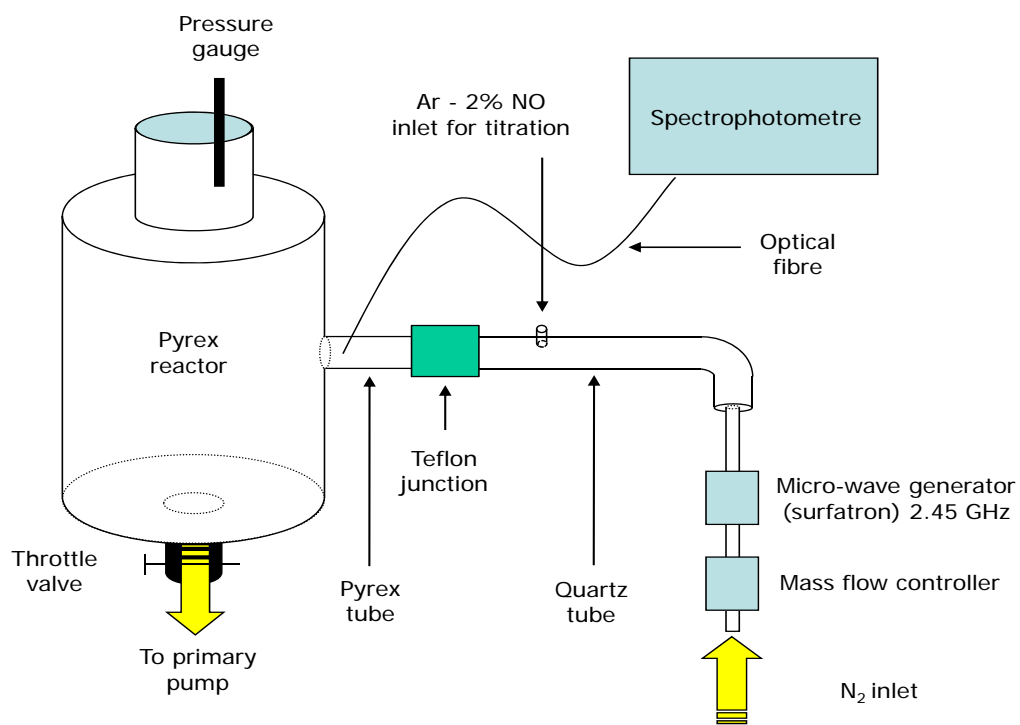 Pressure
gauge
Ar - 2% NO
inlet for titration
Spectrophotometre
Optical
fibre
Pyrex
reactor
Teflon
junction
Micro-wave generator
(surfatron) 2.45 GHz
Throttle
valve
Pyrex
tube
Quartz
tube
Mass flow controller
To primary
pump
N₂ inlet